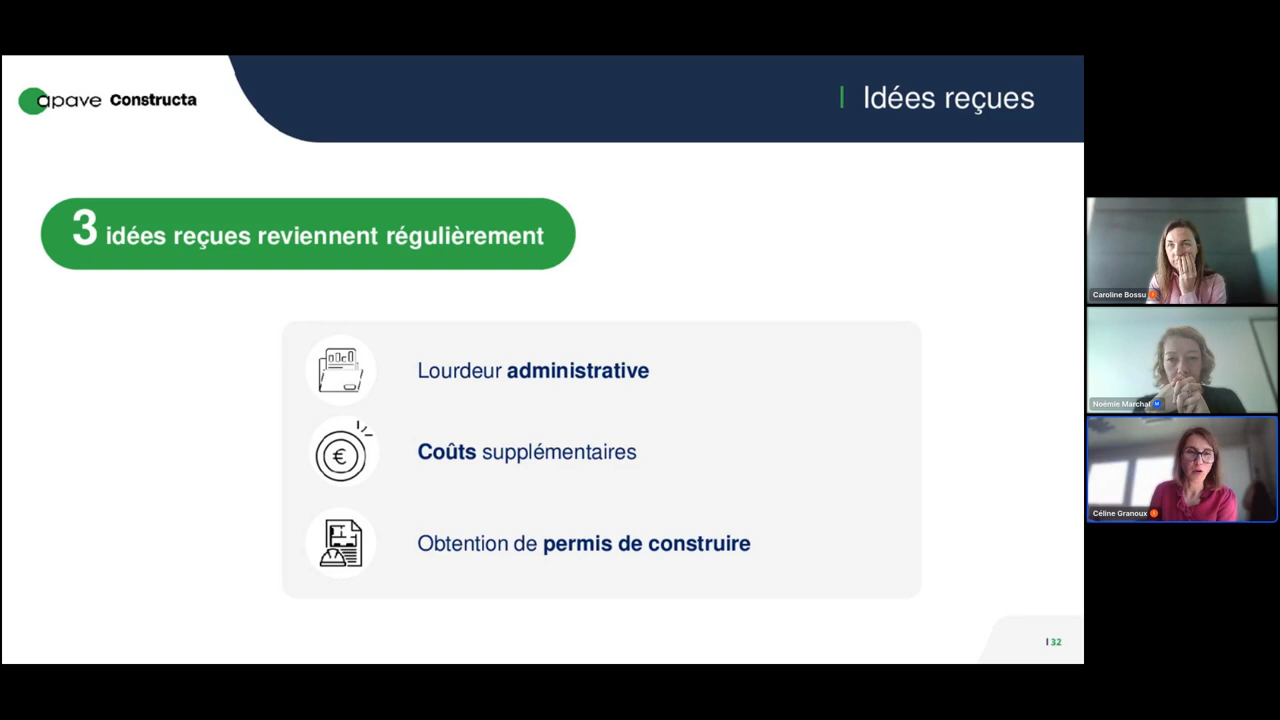 apave Constructa
Idées reçues
3 idées reçues reviennent régulièrement
Lourdeur administrative
Coûts supplémentaires
Obtention de permis de construire
32
Caroline Bossu
Noémie Marchal
Céline Granoux